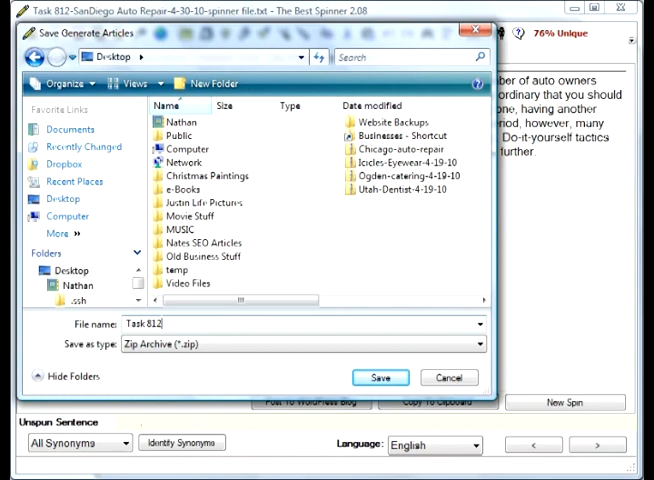 Task 812-SanDiego Auto Repair-4-30-10-spinner file.txt - The Best Spinner 2.08
Save Generate Articles
76% Unique
Desktop
Search
Organize
Views
New Folder
Favorite Links
Documents
Recently Changed
Dropbox
Recent Places
Desktop
Computer
More
Folders
Desktop
Nathan
.ssh
Name Size Type Date modified
Nathan
Public
Computer
Network
Christmas Paintings
e-Books
Justin Life Pictures
Movie Stuff
MUSIC
Nates SEO Articles
Old Business Stuff
temp
Video Files
Website Backups
Businesses - Shortcut
Chicago-auto-repair
Icicles-Eyewear-4-19-10
Ogden-catering-4-19-10
Utah-Dentist-4-19-10
ber of auto owners
ordinary that you should
one, having another
riod, however, many
Do-it-yourself tactics
further.
File name: Task 812
Save as type: Zip Archive (*.zip)
Hide Folders
Save
Cancel
Post To WordPress Blog
Copy To Clipboard
New Spin
Unspun Sentence
All Synonyms
Identify Synonyms
Language: English
< >